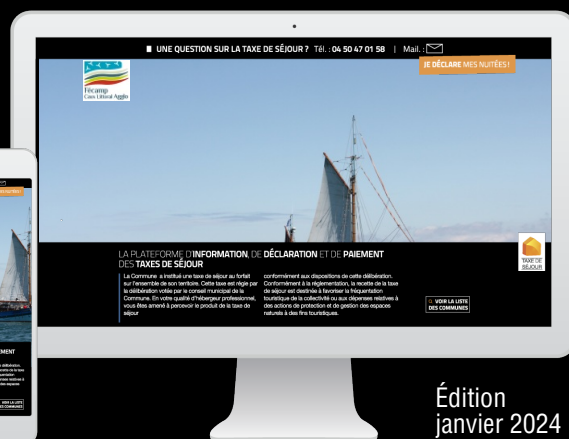 UNE QUESTION SUR LA TAXE DE SÉJOUR ? Tél. : 04 50 47 01 58 | Mail. :
JE DÉCLARE MES NUITÉES !
Fécamp
Caux Littoral Agglo
LA PLATEFORME D'INFORMATION, DE DÉCLARATION ET DE PAIEMENT
DES TAXES DE SÉJOUR
La Commune a institué une taxe de séjour au forfait
sur l'ensemble de son territoire. Cette taxe est régie par
la délibération votée par le conseil municipal de la
Commune. En votre qualité d'hébergeur professionnel,
vous êtes amené à percevoir le produit de la taxe de
séjour
conformément aux dispositions de cette délibération.
Conformément à la réglementation, la recette de la taxe
de séjour est destinée à favoriser la fréquentation
touristique de la collectivité ou aux dépenses relatives à
des actions de protection et de gestion des espaces
naturels à des fins touristiques.
TAXE DE
SÉJOUR
VOIR LA LISTE
DES COMMUNES
EMENT
VOIR LA LISTE
DES COMMUNES
Édition
janvier 2024